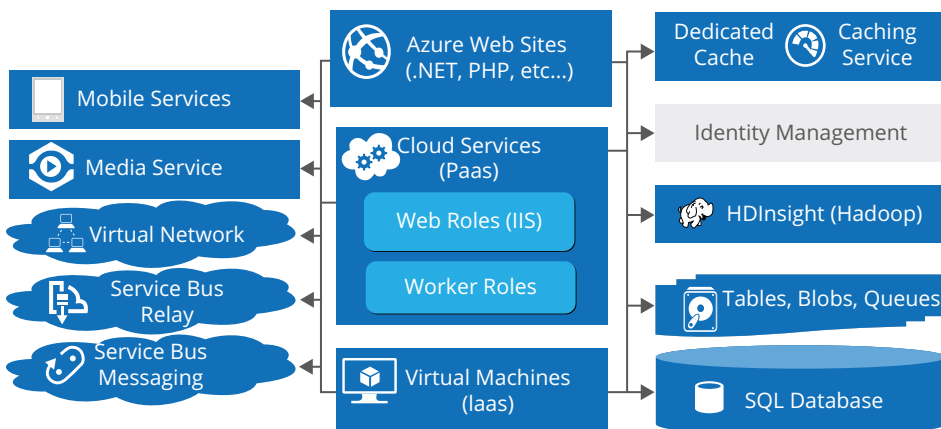 Mobile Services
Media Service
Virtual Network
Service Bus
Relay
Service Bus
Messaging
Azure Web Sites
(.NET, PHP, etc...)
Cloud Services
(Paas)
Web Roles (IIS)
Worker Roles
Virtual Machines
(laas)
Dedicated
Cache
Caching
Service
Identity Management
HDInsight (Hadoop)
Tables, Blobs, Queues
SQL Database